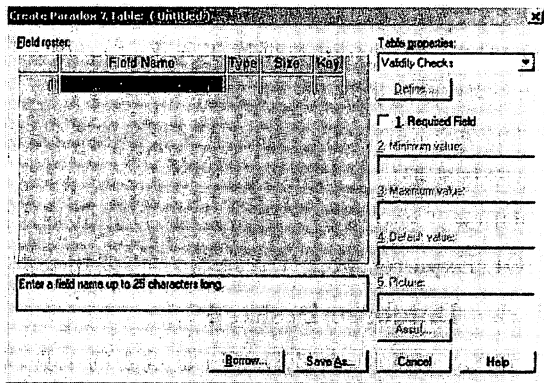 Create Paradox 7 Table: ( Untitled )
Field roster:
Field Name Type Size Key
1
Enter a field name up to 25 characters long.
Table properties:
Validity Checks
Define...
1. Required Field
2. Minimum value:
3. Maximum value:
4. Default value:
5. Picture:
Assist...
Borrow... Save As... Cancel Help